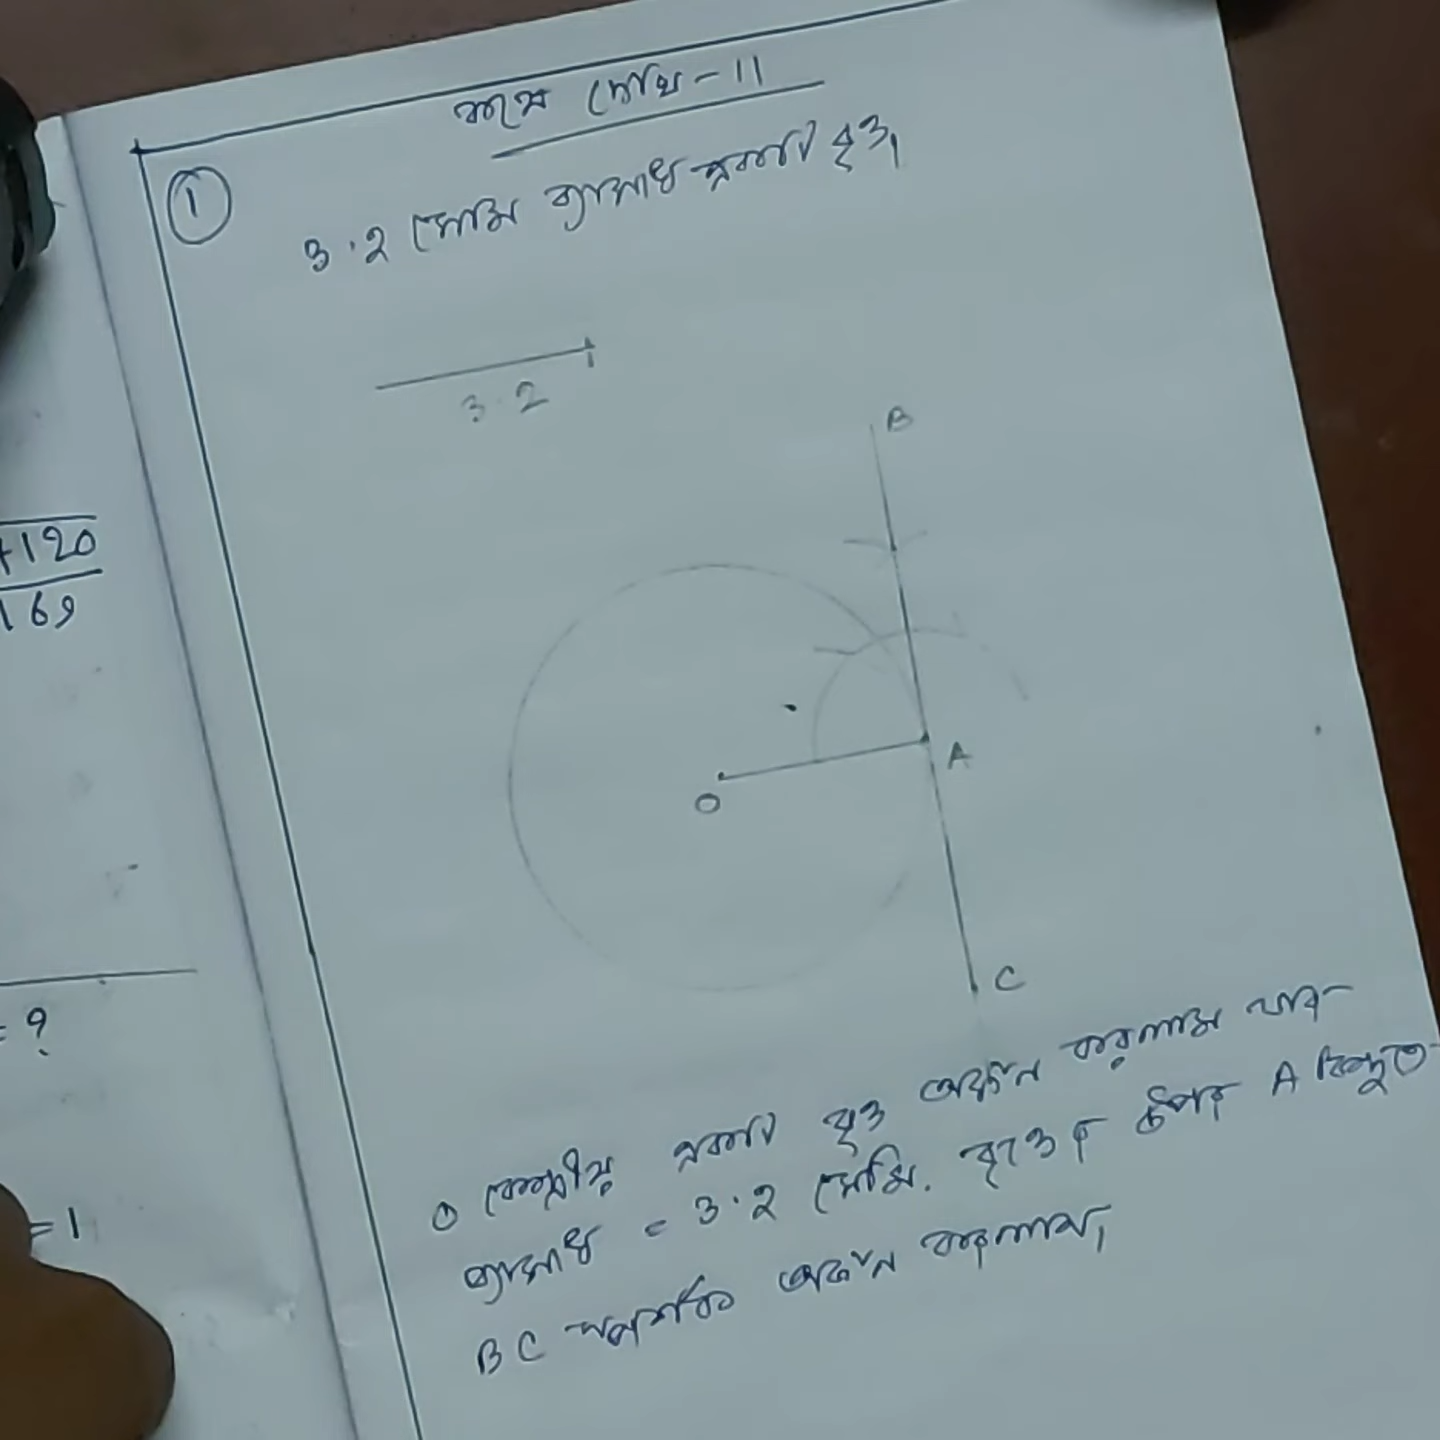 +120
169
= ?
= 1
কষে দেখি - 11
1
3.2 সেমি ব্যাসার্ধ একটি বৃত্ত।
3.2
B
A
O
C
O কেন্দ্রীয় একটি বৃত্ত অঙ্কন করলাম যার
ব্যাসার্ধ = 3.2 সেমি. বৃত্তের উপর A বিন্দুতে
BC স্পর্শক অঙ্কন করলাম।